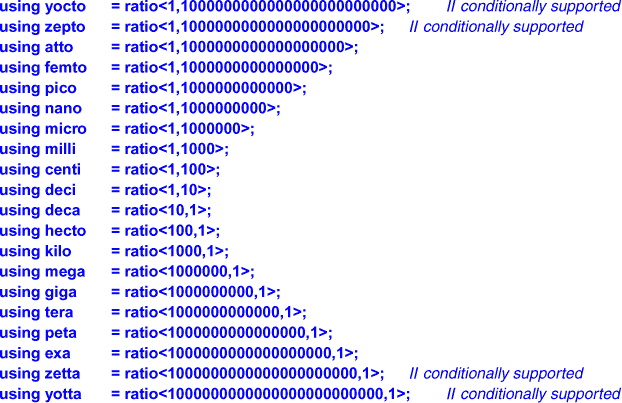 using yocto = ratio<1,1000000000000000000000000>; // conditionally supported
using zepto = ratio<1,1000000000000000000000>; // conditionally supported
using atto = ratio<1,1000000000000000000>;
using femto = ratio<1,1000000000000000>;
using pico = ratio<1,1000000000000>;
using nano = ratio<1,1000000000>;
using micro = ratio<1,1000000>;
using milli = ratio<1,1000>;
using centi = ratio<1,100>;
using deci = ratio<1,10>;
using deca = ratio<10,1>;
using hecto = ratio<100,1>;
using kilo = ratio<1000,1>;
using mega = ratio<1000000,1>;
using giga = ratio<1000000000,1>;
using tera = ratio<1000000000000,1>;
using peta = ratio<1000000000000000,1>;
using exa = ratio<1000000000000000000,1>;
using zetta = ratio<1000000000000000000000,1>; // conditionally supported
using yotta = ratio<1000000000000000000000000,1>; // conditionally supported